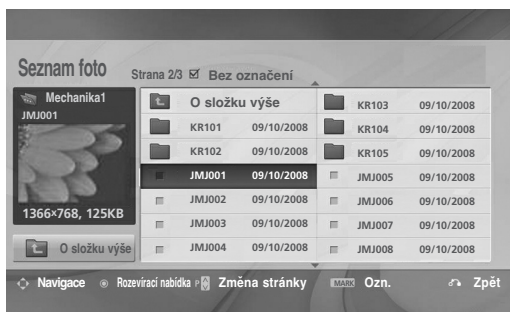 Seznam foto
Strana 2/3 Bez označení
Mechanika1
JMJ001
1366×768, 125KB
O složku výše
O složku výše
KR101 09/10/2008
KR102 09/10/2008
JMJ001 09/10/2008
JMJ002 09/10/2008
JMJ003 09/10/2008
JMJ004 09/10/2008
KR103 09/10/2008
KR104 09/10/2008
KR105 09/10/2008
JMJ005 09/10/2008
JMJ006 09/10/2008
JMJ007 09/10/2008
JMJ008 09/10/2008
Navigace Rozevírací nabídka P Změna stránky MARK Ozn. Zpět